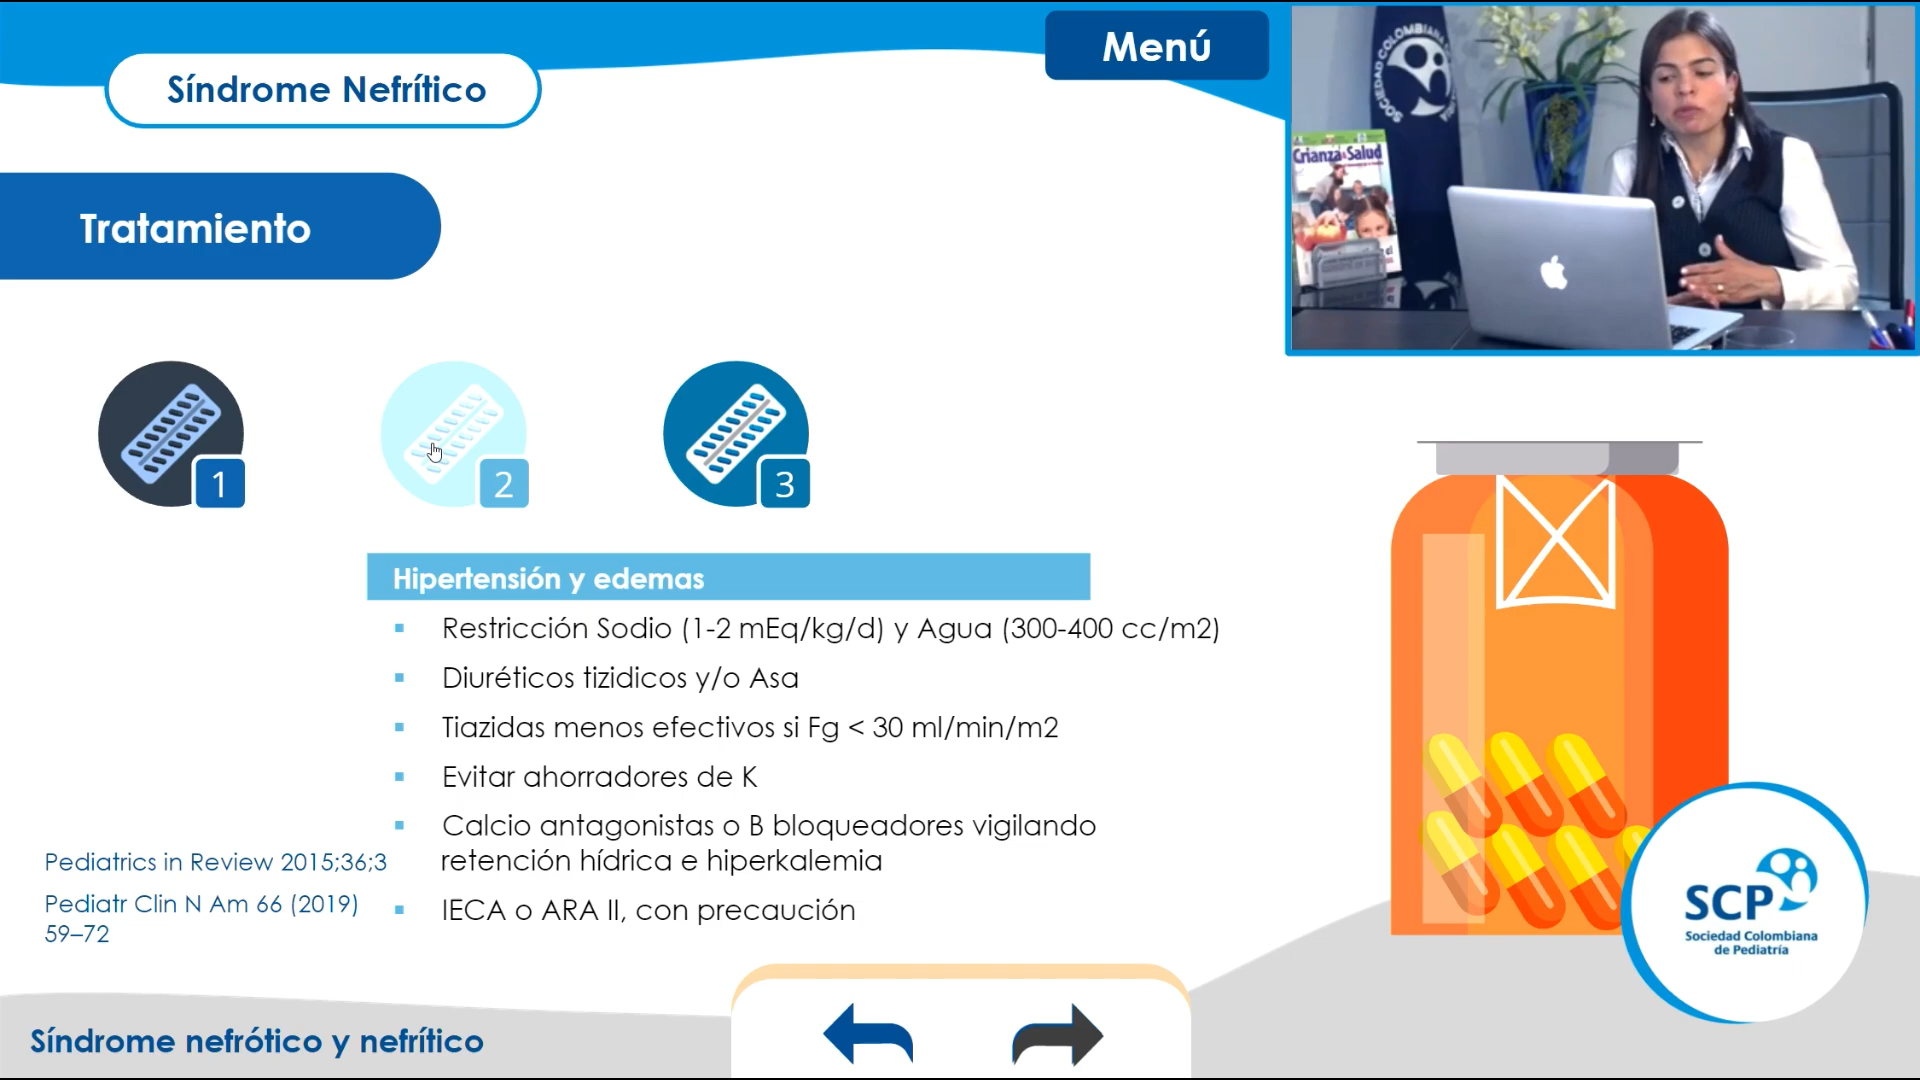 Síndrome Nefrítico
Menú
Tratamiento
SOCIEDAD COLOMBIANA
Crianza & Salud
1
2
3
Hipertensión y edemas
Restricción Sodio (1-2 mEq/kg/d) y Agua (300-400 cc/m2)
Diuréticos tizidicos y/o Asa
Tiazidas menos efectivos si Fg < 30 ml/min/m2
Evitar ahorradores de K
Calcio antagonistas o B bloqueadores vigilando
retención hídrica e hiperkalemia
IECA o ARA II, con precaución
Pediatrics in Review 2015;36;3
Pediatr Clin N Am 66 (2019)
59–72
SCP
Sociedad Colombiana
de Pediatría
Síndrome nefrótico y nefrítico